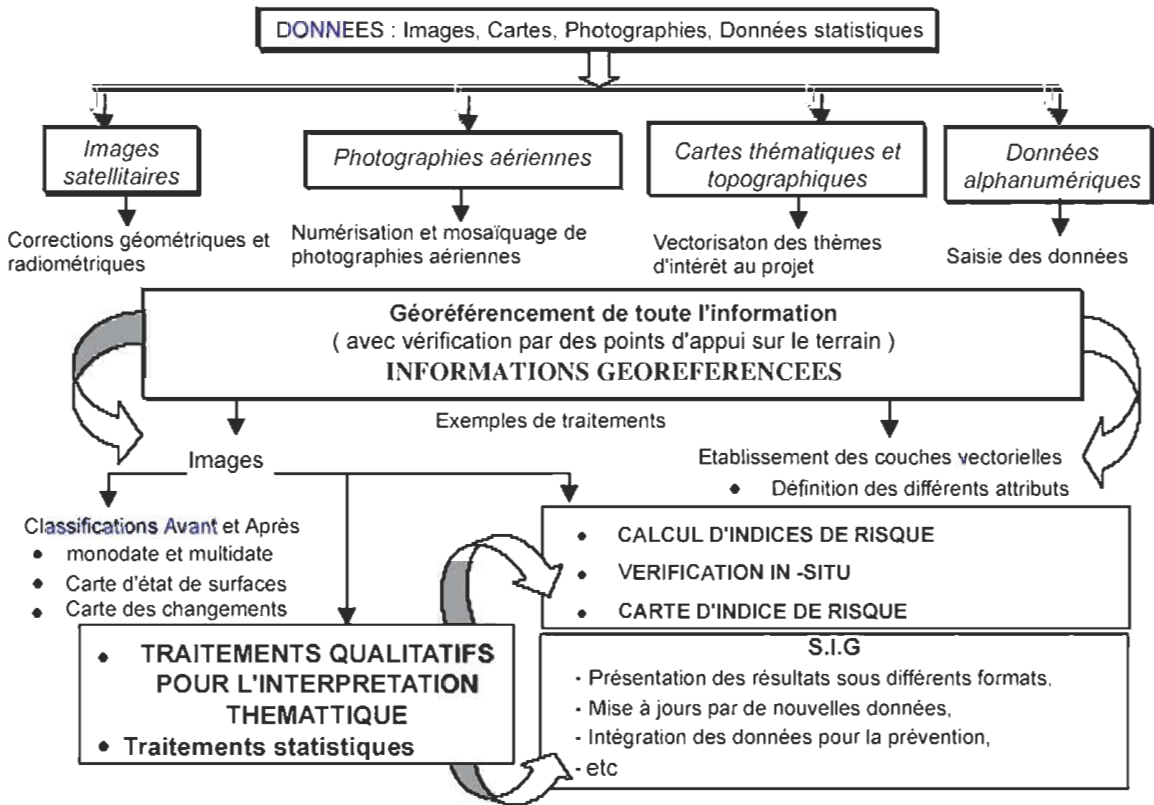 DONNEES : Images, Cartes, Photographies, Données statistiques
Images
satellitaires
Photographies aériennes
Cartes thématiques et
topographiques
Données
alphanumériques
Corrections géométriques et
radiométriques
Numérisation et mosaïquage de
photographies aériennes
Vectorisaton des thèmes
d'intérêt au projet
Saisie des données
Géoréférencement de toute l'information
( avec vérification par des points d'appui sur le terrain )
INFORMATIONS GEOREFERENCEES
Exemples de traitements
Images
Etablissement des couches vectorielles
• Définition des différents attributs
Classifications Avant et Après
• monodate et multidate
• Carte d'état de surfaces
• Carte des changements
• CALCUL D'INDICES DE RISQUE
• VERIFICATION IN -SITU
• CARTE D'INDICE DE RISQUE
• TRAITEMENTS QUALITATIFS
POUR L'INTERPRETATION
THEMATTIQUE
• Traitements statistiques
S.I.G
- Présentation des résultats sous différents formats,
- Mise à jours par de nouvelles données,
- Intégration des données pour la prévention,
- etc